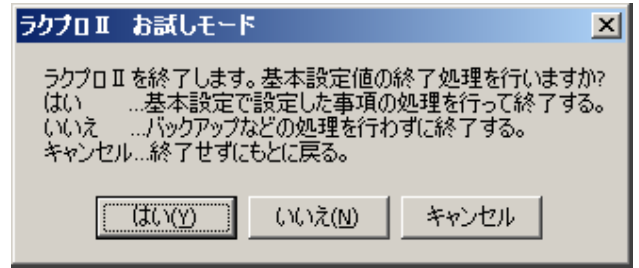 ラクプロⅡ　お試しモード
ラクプロⅡを終了します。基本設定値の終了処理を行いますか?
はい　　…基本設定で設定した事項の処理を行って終了する。
いいえ　…バックアップなどの処理を行わずに終了する。
キャンセル…終了せずにもとに戻る。
はい(Y)　いいえ(N)　キャンセル